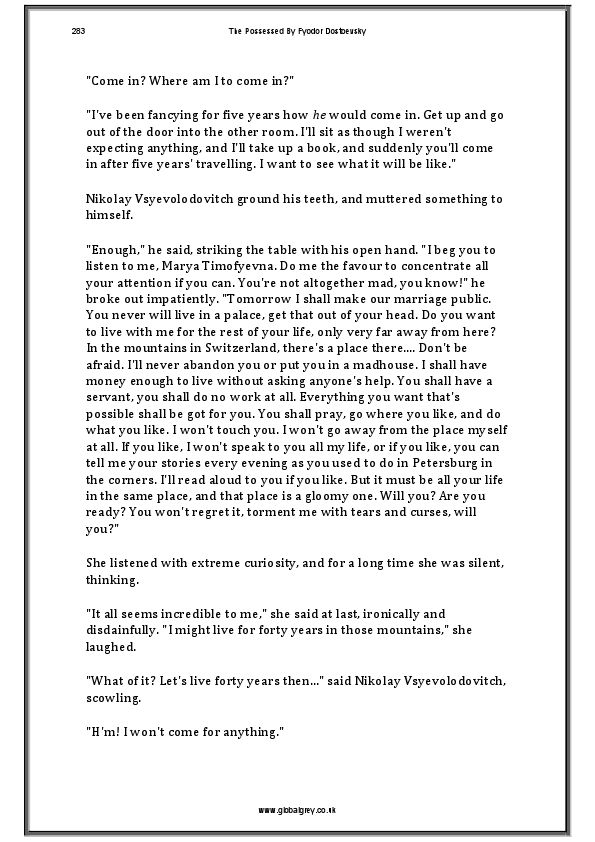 283 The Possessed By Fyodor Dostoevsky
"Come in? Where am I to come in?"
"I've been fancying for five years how he would come in. Get up and go
out of the door into the other room. I'll sit as though I weren't
expecting anything, and I'll take up a book, and suddenly you'll come
in after five years' travelling. I want to see what it will be like."
Nikolay Vsyevolodovitch ground his teeth, and muttered something to
himself.
"Enough," he said, striking the table with his open hand. "I beg you to
listen to me, Marya Timofyevna. Do me the favour to concentrate all
your attention if you can. You're not altogether mad, you know!" he
broke out impatiently. "Tomorrow I shall make our marriage public.
You never will live in a palace, get that out of your head. Do you want
to live with me for the rest of your life, only very far away from here?
In the mountains in Switzerland, there's a place there.... Don't be
afraid. I'll never abandon you or put you in a madhouse. I shall have
money enough to live without asking anyone's help. You shall have a
servant, you shall do no work at all. Everything you want that's
possible shall be got for you. You shall pray, go where you like, and do
what you like. I won't touch you. I won't go away from the place myself
at all. If you like, I won't speak to you all my life, or if you like, you can
tell me your stories every evening as you used to do in Petersburg in
the corners. I'll read aloud to you if you like. But it must be all your life
in the same place, and that place is a gloomy one. Will you? Are you
ready? You won't regret it, torment me with tears and curses, will
you?"
She listened with extreme curiosity, and for a long time she was silent,
thinking.
"It all seems incredible to me," she said at last, ironically and
disdainfully. "I might live for forty years in those mountains," she
laughed.
"What of it? Let's live forty years then..." said Nikolay Vsyevolodovitch,
scowling.
"H'm! I won't come for anything."
www.globalgrey.co.uk